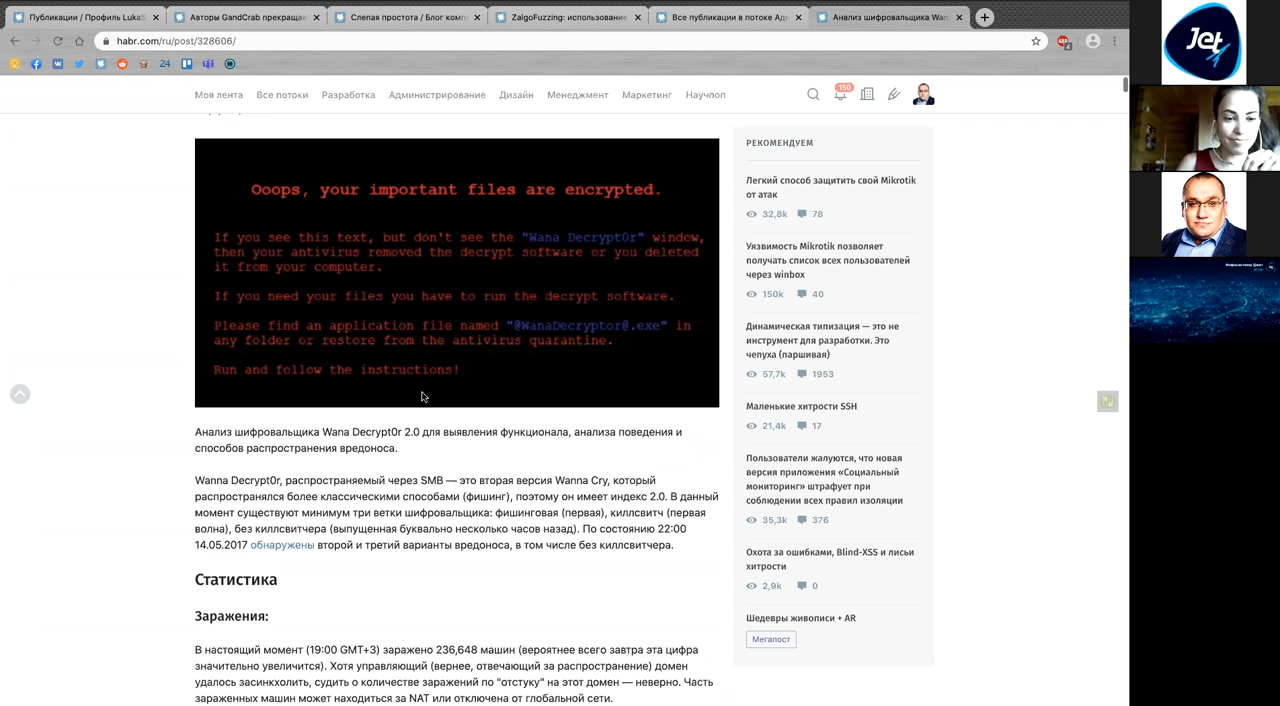 Публикации / Профиль LukaS
Авторы GandCrab прекращак
Слепая простота / Блог комп
ZalgoFuzzing: использование
Все публикации в потоке Ад
Анализ шифровальщика Wan
habr.com/ru/post/328606/
24
4
Моя лента
Все потоки
Разработка
Администрирование
Дизайн
Менеджмент
Маркетинг
Научпоп
150
Ooops, your important files are encrypted.
If you see this text, but don't see the "Wana Decrypt0r" window,
then your antivirus removed the decrypt software or you deleted
it from your computer.
If you need your files you have to run the decrypt software.
Please find an application file named "@WanaDecryptor@.exe" in
any folder or restore from the antivirus quarantine.
Run and follow the instructions!
Анализ шифровальщика Wana Decrypt0r 2.0 для выявления функционала, анализа поведения и
способов распространения вредоноса.
Wanna Decrypt0r, распространяемый через SMB — это вторая версия Wanna Cry, который
распространялся более классическими способами (фишинг), поэтому он имеет индекс 2.0. В данный
момент существуют минимум три ветки шифровальщика: фишинговая (первая), киллсвитч (первая
волна), без киллсвитчера (выпущенная буквально несколько часов назад). По состоянию 22:00
14.05.2017 обнаружены второй и третий варианты вредоноса, в том числе без киллсвитчера.
Статистика
Заражения:
В настоящий момент (19:00 GMT+3) заражено 236,648 машин (вероятнее всего завтра эта цифра
значительно увеличится). Хотя управляющий (вернее, отвечающий за распространение) домен
удалось засинкхолить, судить о количестве заражений по "отстуку" на этот домен — неверно. Часть
зараженных машин может находиться за NAT или отключена от глобальной сети.
РЕКОМЕНДУЕМ
Легкий способ защитить свой Mikrotik
от атак
32,8k 78
Уязвимость Mikrotik позволяет
получать список всех пользователей
через winbox
150k 40
Динамическая типизация — это не
инструмент для разработки. Это
чепуха (паршивая)
57,7k 1953
Маленькие хитрости SSH
21,4k 17
Пользователи жалуются, что новая
версия приложения «Социальный
мониторинг» штрафует при
соблюдении всех правил изоляции
35,3k 376
Охота за ошибками, Blind-XSS и лисьи
хитрости
2,9k 0
Шедевры живописи + AR
Мегапост
Jet